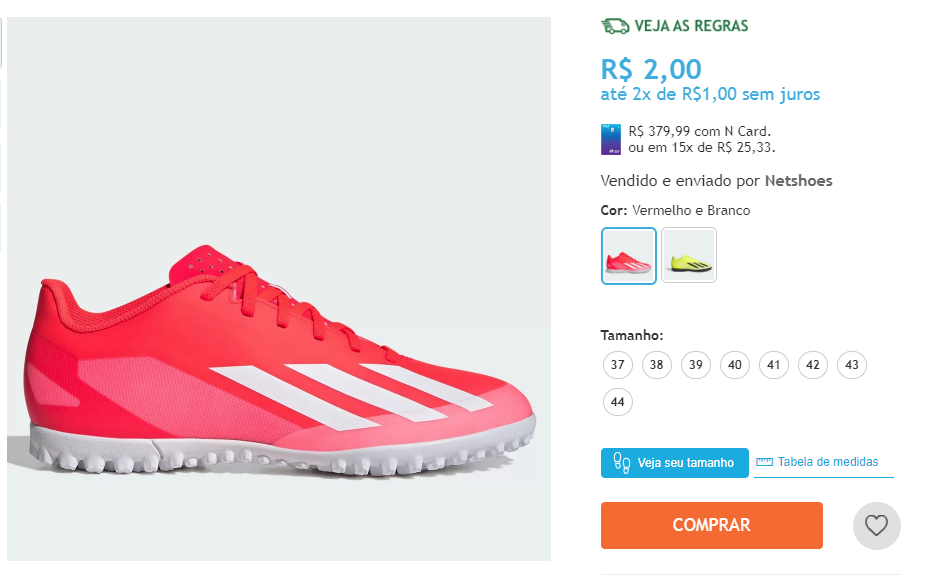 VEJA AS REGRAS
R$ 2,00
até 2x de R$1,00 sem juros
R$ 379,99 com N Card.
ou em 15x de R$ 25,33.
Vendido e enviado por Netshoes
Cor: Vermelho e Branco
Tamanho:
37 38 39 40 41 42 43
44
Veja seu tamanho Tabela de medidas
COMPRAR